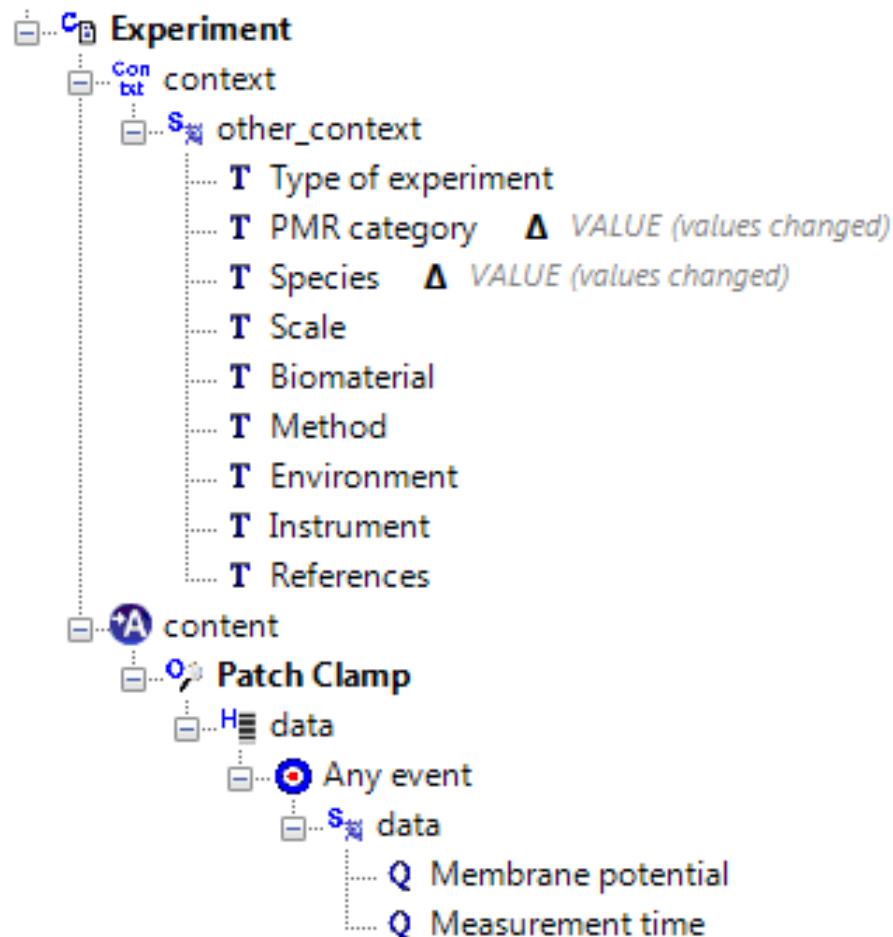 Experiment
context
other_context
T Type of experiment
T PMR category Δ VALUE (values changed)
T Species Δ VALUE (values changed)
T Scale
T Biomaterial
T Method
T Environment
T Instrument
T References
content
Patch Clamp
data
Any event
data
Q Membrane potential
Q Measurement time